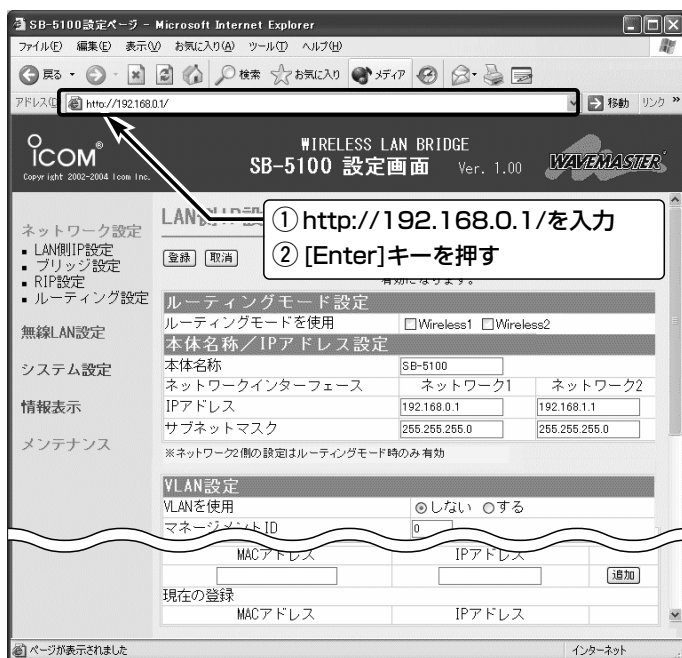 SB-5100設定ページ - Microsoft Internet Explorer
ファイル(F) 編集(E) 表示(V) お気に入り(A) ツール(T) ヘルプ(H)
戻る 検索 お気に入り メディア
アドレス(D) http://192.168.0.1/ 移動 リンク »
ICOM®
Copyright 2002-2004 Icom Inc.
WIRELESS LAN BRIDGE
SB-5100 設定画面 Ver. 1.00
WAVEMASTER
ネットワーク設定
▪ LAN側IP設定
▪ ブリッジ設定
▪ RIP設定
▪ ルーティング設定
無線LAN設定
システム設定
情報表示
メンテナンス
①http://192.168.0.1/を入力
②[Enter]キーを押す
登録 取消
有効になります。
ルーティングモード設定
ルーティングモードを使用 □Wireless1 □Wireless2
本体名称/IPアドレス設定
本体名称 SB-5100
ネットワークインターフェース ネットワーク1 ネットワーク2
IPアドレス 192.168.0.1 192.168.1.1
サブネットマスク 255.255.255.0 255.255.255.0
※ネットワーク2側の設定はルーティングモード時のみ有効
VLAN設定
VLANを使用 ◉しない ○する
マネージメントID 0
MACアドレス IPアドレス
追加
現在の登録
MACアドレス IPアドレス
ページが表示されました インターネット